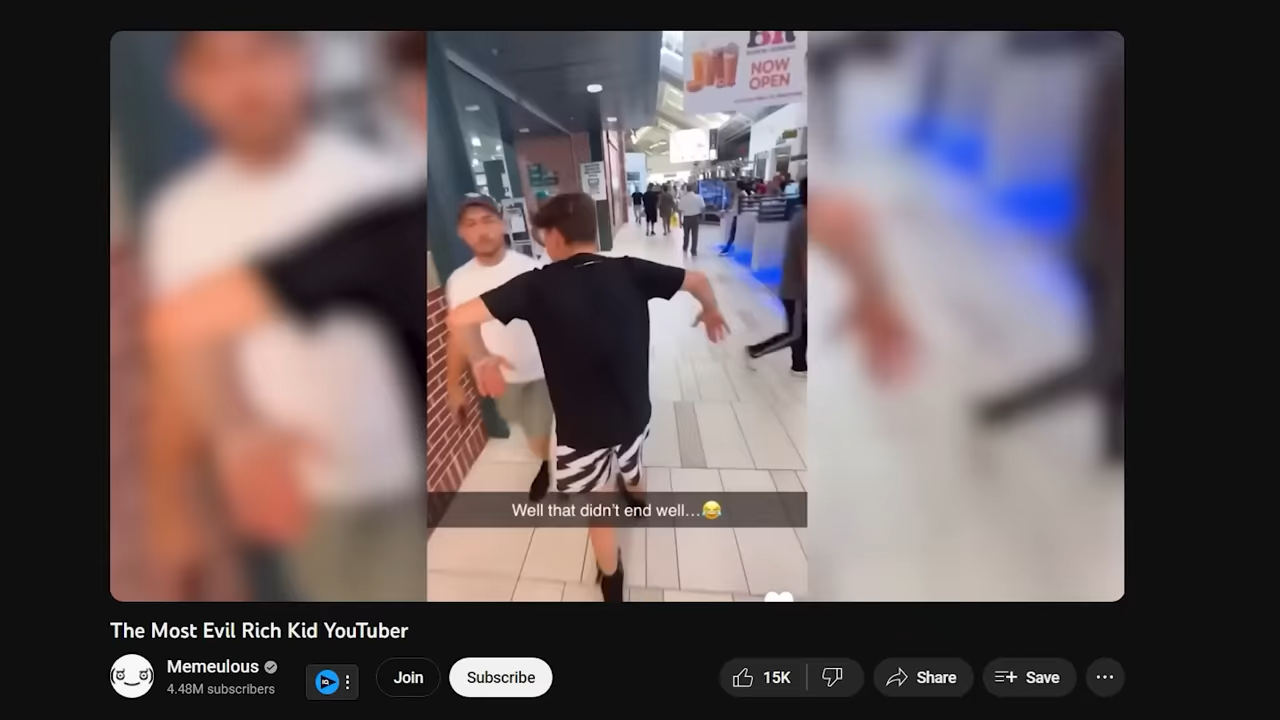 BR
NOW
OPEN
Well that didn't end well...😂
The Most Evil Rich Kid YouTuber
Memeulous
4.48M subscribers
Join
Subscribe
15K
Share
Save